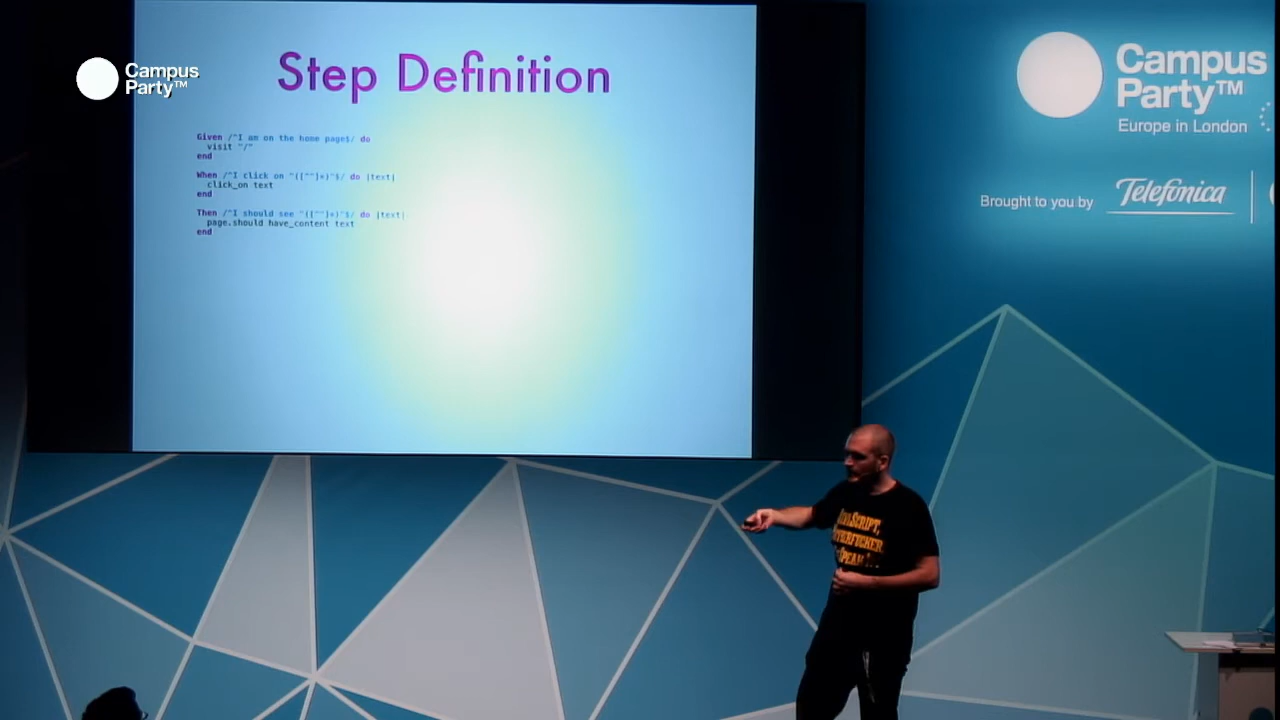 Step Definition
Campus
Party™
Given /^I am on the home page$/ do
visit "/"
end
When /^I click on "([^"]*)"$/ do |text|
click_on text
end
Then /^I should see "([^"]*)"$/ do |text|
page.should have_content text
end
Campus
Party™
Europe in London
Brought to you by
Telefónica
JavaScript,